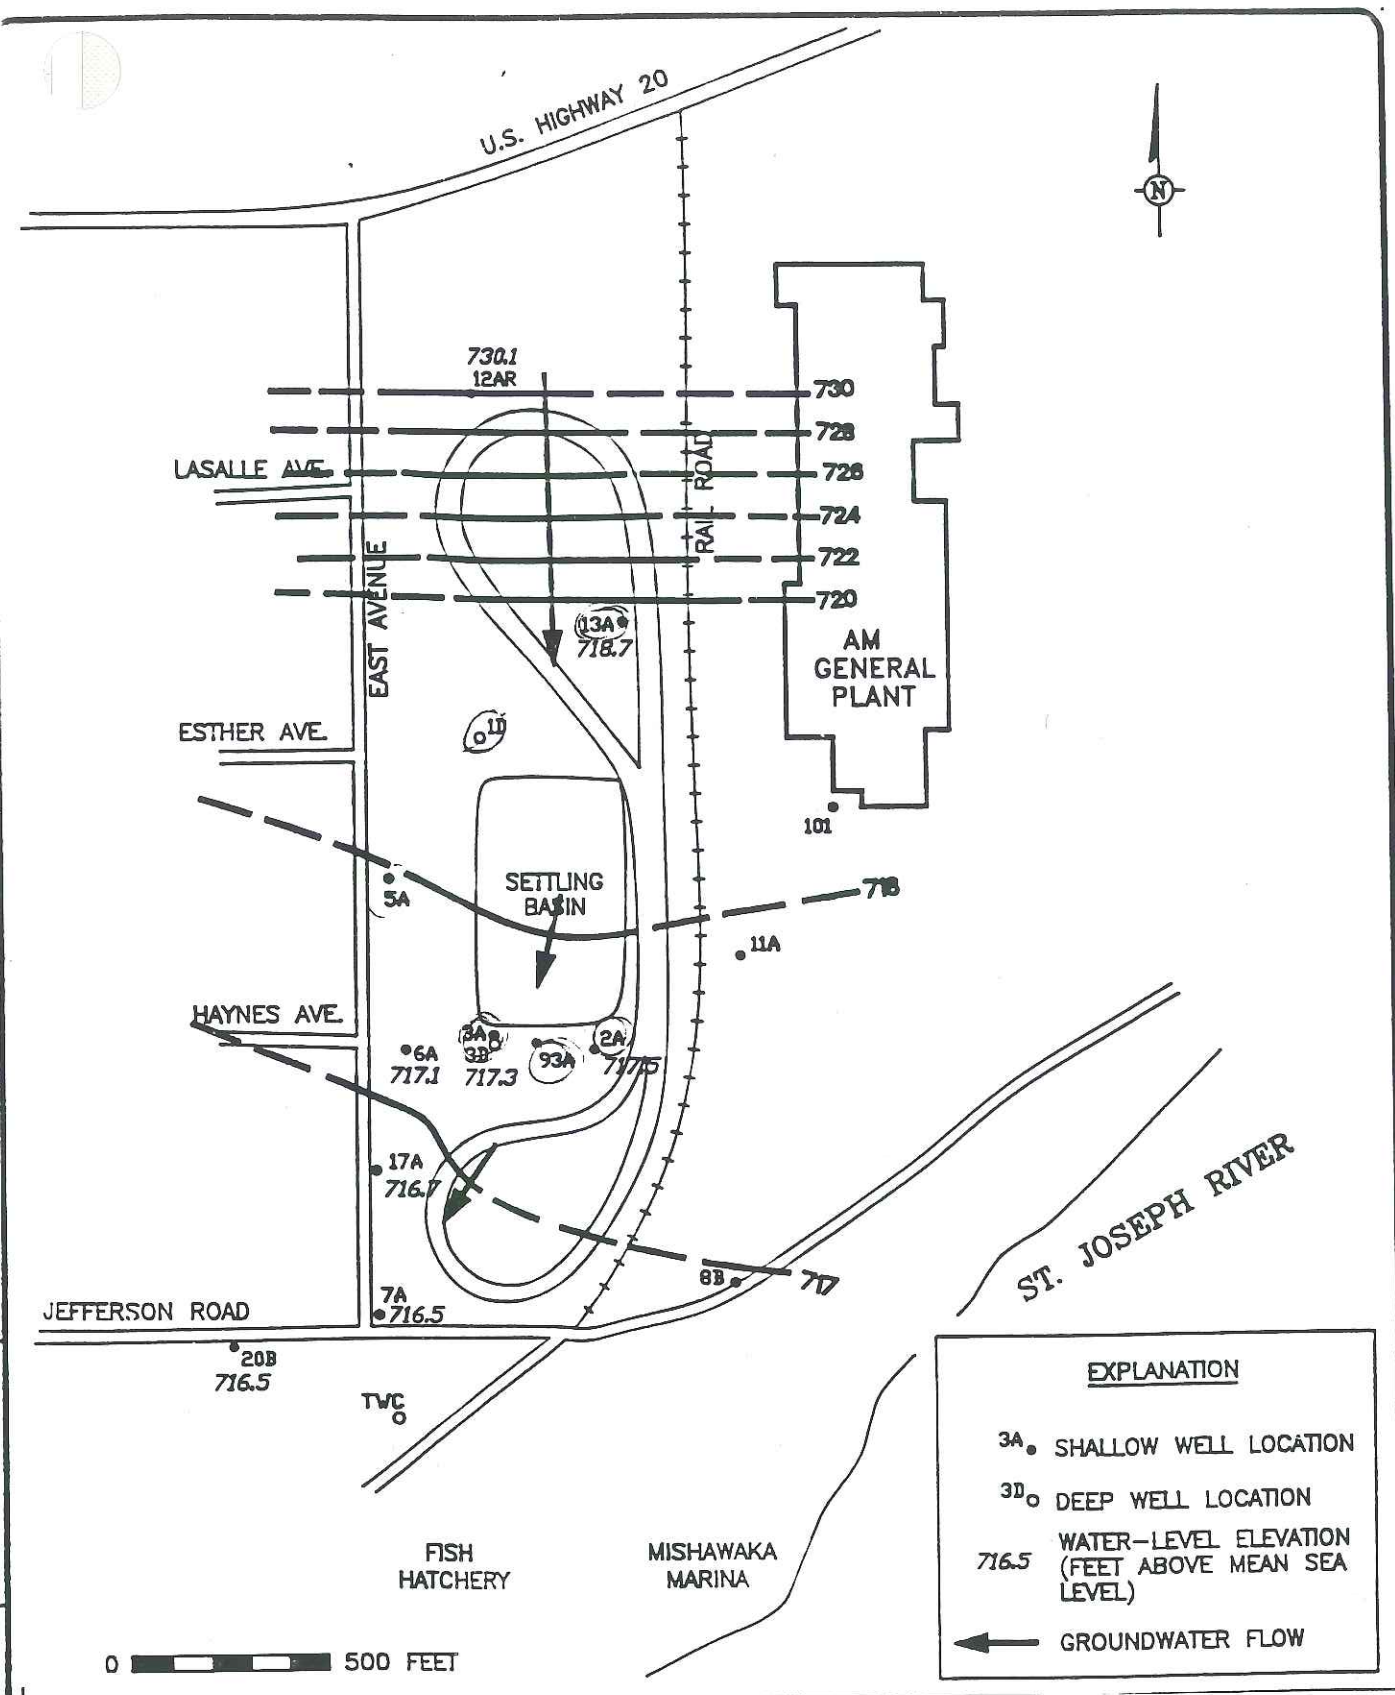 U.S. HIGHWAY 20
N
730.1
12AR
730
728
LASALLE AVE.
726
RAIL ROAD
724
EAST AVENUE
722
720
13A
718.7
AM
GENERAL
PLANT
1D
ESTHER AVE.
101
SETTLING
BASIN
718
5A
11A
HAYNES AVE.
3A
2A
6A
3D
93A
717.1
717.3
717.5
17A
716.7
ST. JOSEPH RIVER
8B
717
7A
JEFFERSON ROAD
716.5
20B
716.5
TWC
EXPLANATION
3A SHALLOW WELL LOCATION
3D DEEP WELL LOCATION
716.5 WATER-LEVEL ELEVATION
(FEET ABOVE MEAN SEA
LEVEL)
GROUNDWATER FLOW
FISH
HATCHERY
MISHAWAKA
MARINA
0 500 FEET